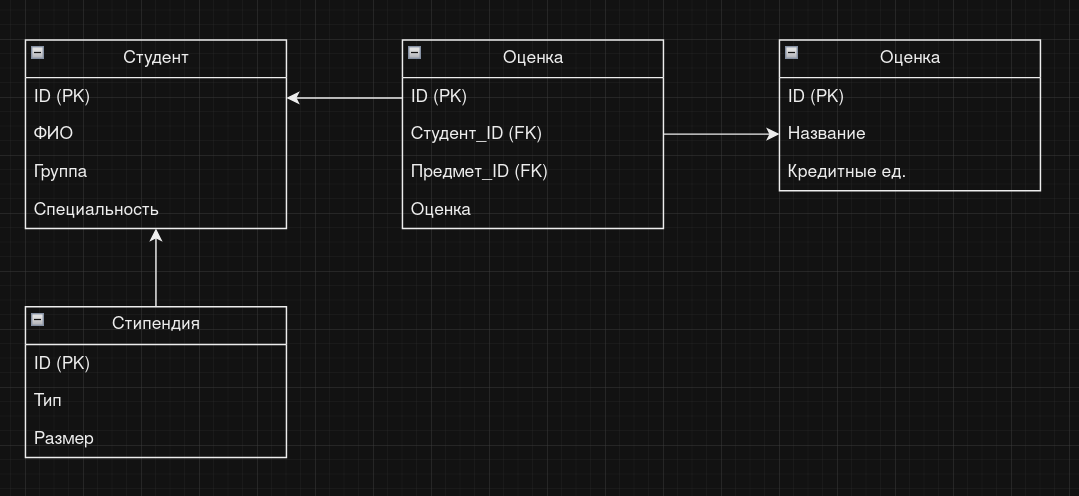 Студент
ID (PK)
ФИО
Группа
Специальность
Оценка
ID (PK)
Студент_ID (FK)
Предмет_ID (FK)
Оценка
Оценка
ID (PK)
Название
Кредитные ед.
Стипендия
ID (PK)
Тип
Размер